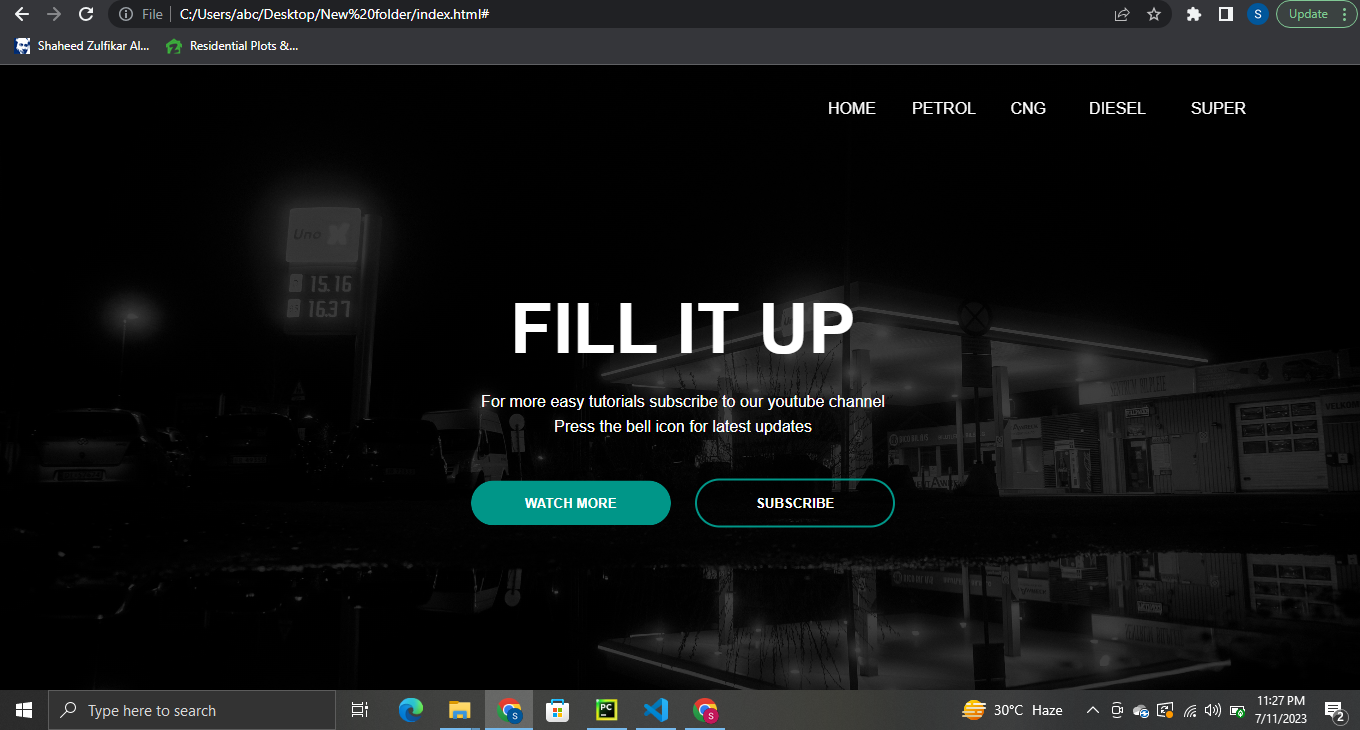 File
C:/Users/abc/Desktop/New%20folder/index.html#
S
Update
Shaheed Zulfikar Al...
Residential Plots &...
HOME
PETROL
CNG
DIESEL
SUPER
Uno X
15.16
16.37
FILL IT UP
For more easy tutorials subscribe to our youtube channel
Press the bell icon for latest updates
WATCH MORE
SUBSCRIBE
Type here to search
S
PC
S
30°C Haze
11:27 PM
7/11/2023
2